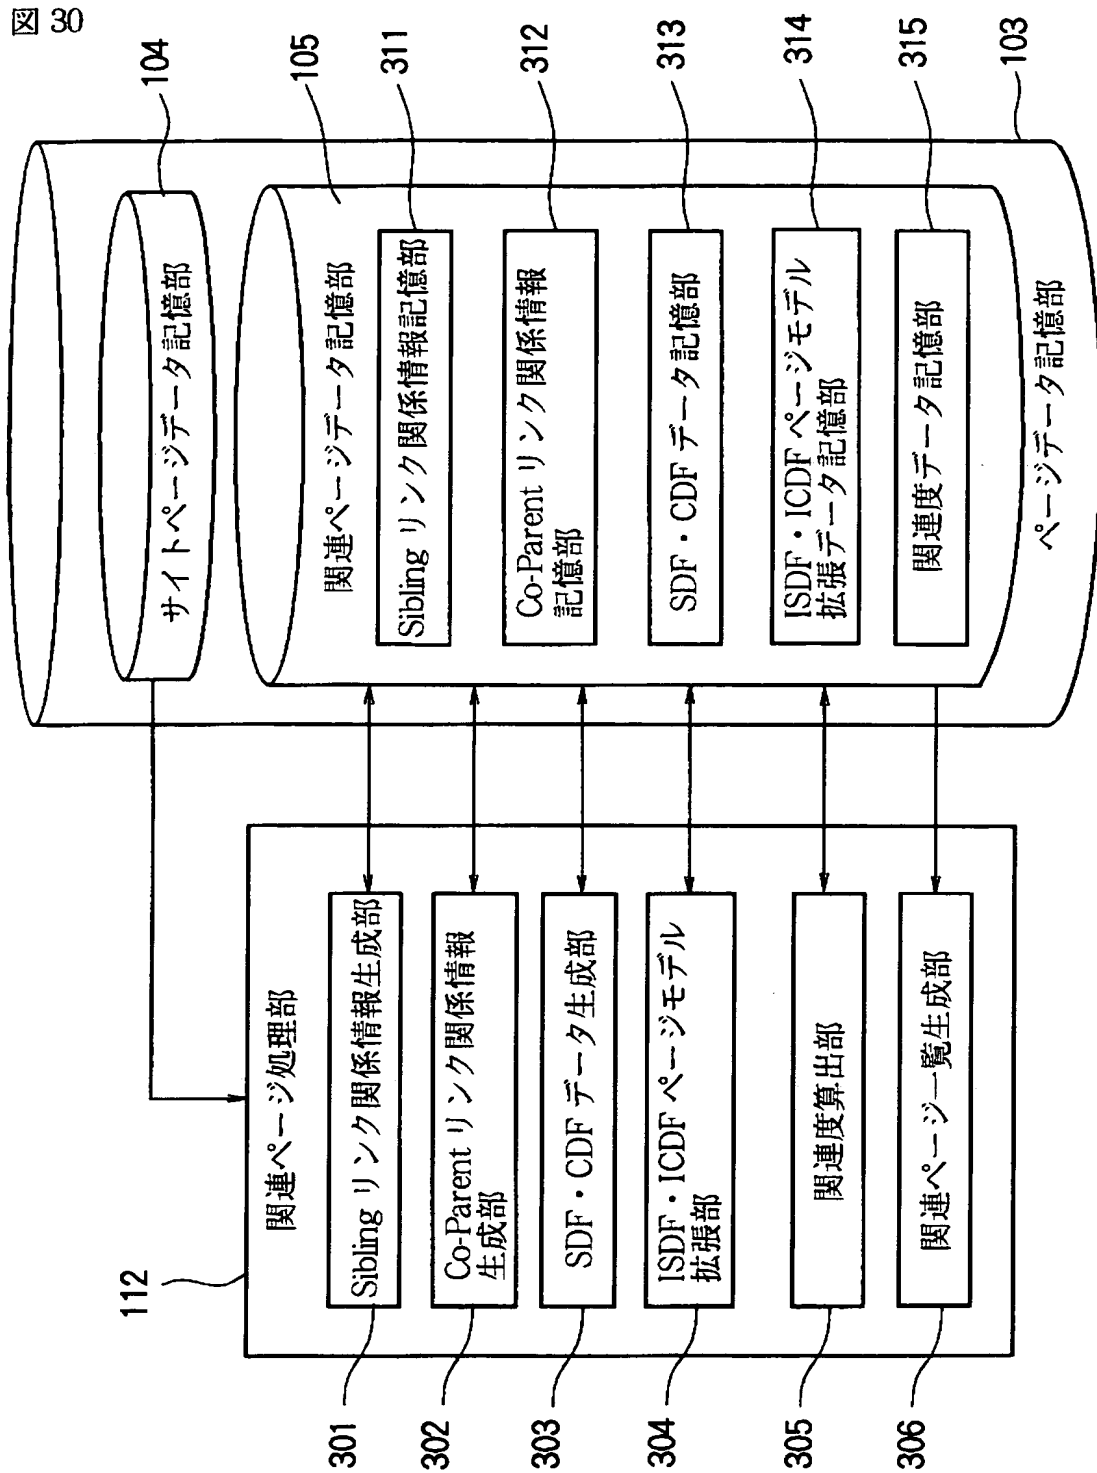 図 30
112
関連ページ処理部
301
Sibling リンク関係情報生成部
302
Co-Parent リンク関係情報
生成部
303
SDF・CDF データ生成部
304
ISDF・ICDF ページモデル
拡張部
305
関連度算出部
306
関連ページ一覧生成部
104
サイトページデータ記憶部
105
関連ページデータ記憶部
311
Sibling リンク関係情報記憶部
312
Co-Parent リンク関係情報
記憶部
313
SDF・CDF データ記憶部
314
ISDF・ICDF ページモデル
拡張データ記憶部
315
関連度データ記憶部
103
ページデータ記憶部